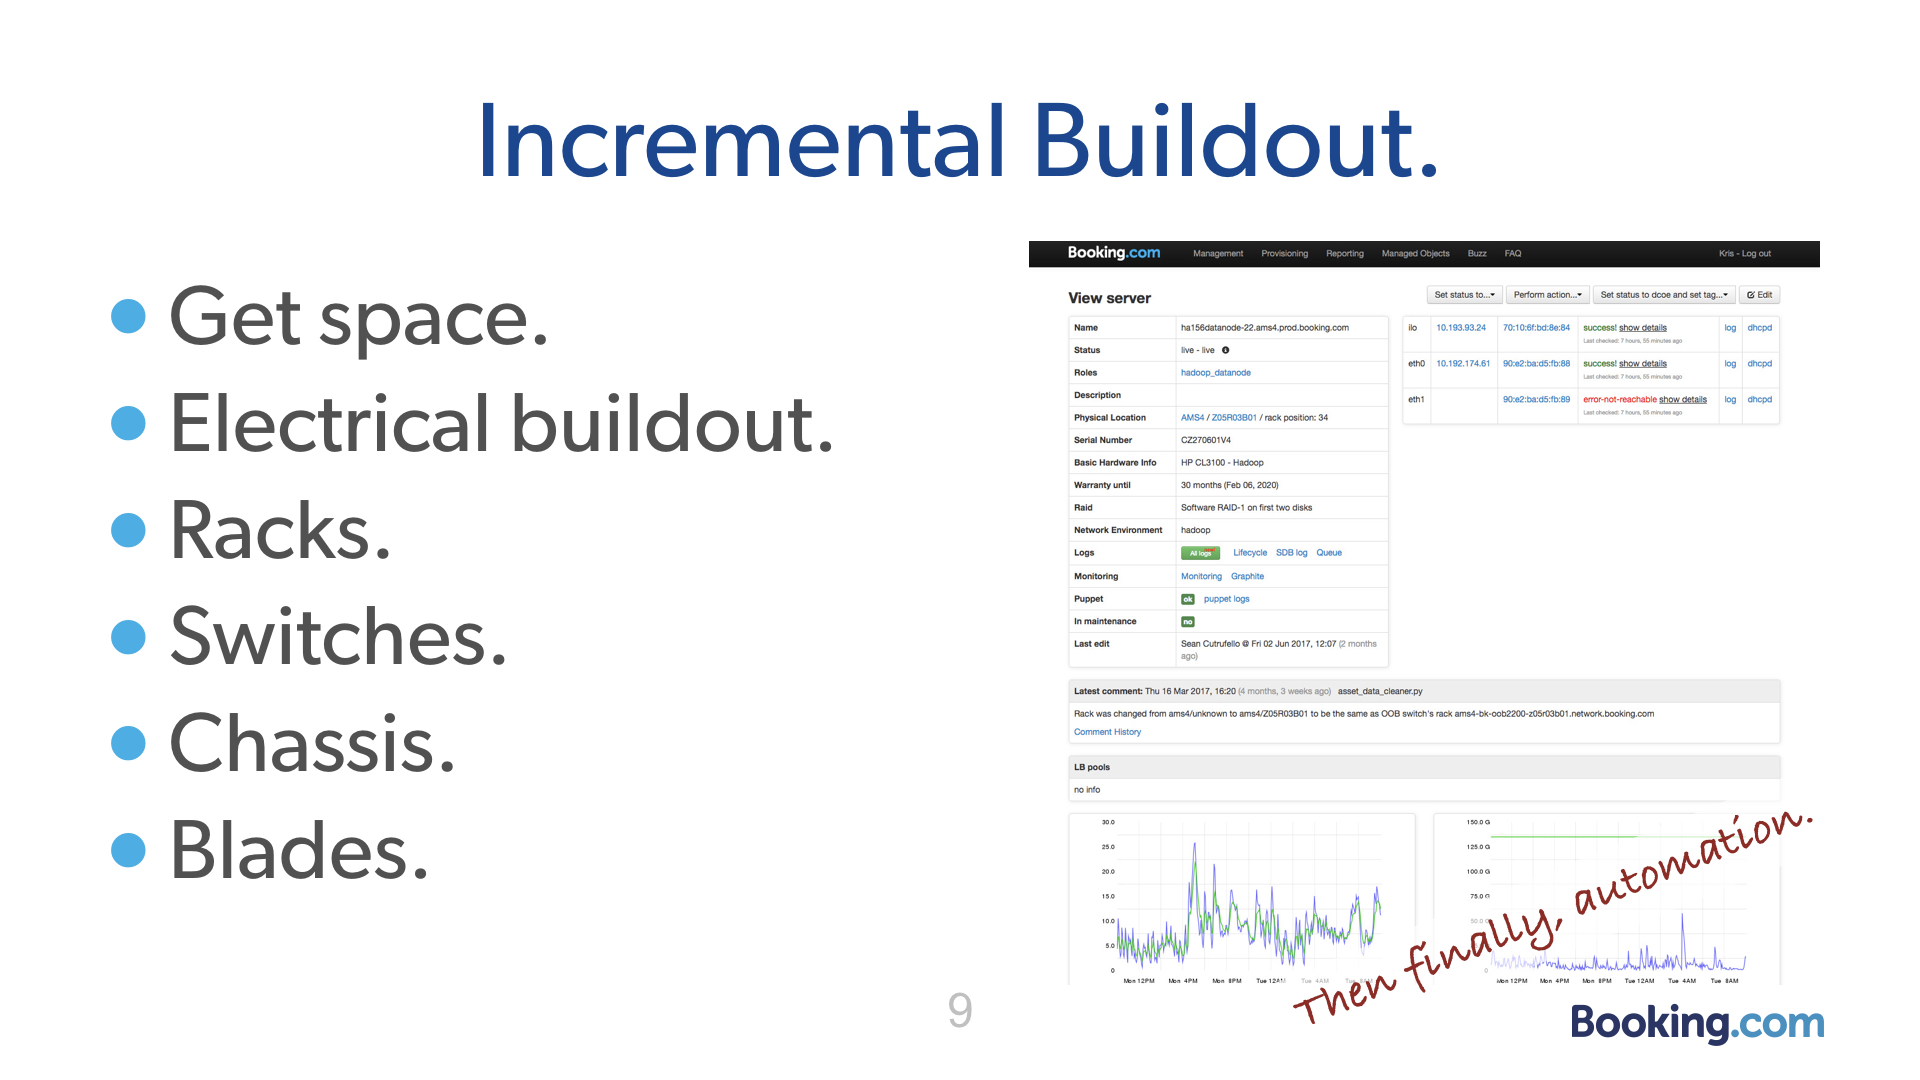 Incremental Buildout.
Get space.
Electrical buildout.
Racks.
Switches.
Chassis.
Blades.
Booking.com Management Provisioning Reporting Managed Objects Buzz FAQ Kris - Log out
View server
Set status to... Perform action... Set status to dcoe and set tag... Edit
Name ha156datanode-22.ams4.prod.booking.com
Status live - live
Roles hadoop_datanode
Description
Physical Location AMS4 / Z05R03B01 / rack position: 34
Serial Number CZ270601V4
Basic Hardware Info HP CL3100 - Hadoop
Warranty until 30 months (Feb 06, 2020)
Raid Software RAID-1 on first two disks
Network Environment hadoop
Logs All logs Lifecycle SDB log Queue
Monitoring Monitoring Graphite
Puppet ok puppet logs
In maintenance no
Last edit Sean Cutrufello @ Fri 02 Jun 2017, 12:07 (2 months
ago)
ilo 10.193.93.24 70:10:6f:bd:8e:84 success! show details log dhcpd
Last checked: 7 hours, 55 minutes ago
eth0 10.192.174.61 90:e2:ba:d5:fb:88 success! show details log dhcpd
Last checked: 7 hours, 55 minutes ago
eth1 90:e2:ba:d5:fb:89 error-not-reachable show details log dhcpd
Last checked: 7 hours, 55 minutes ago
Latest comment: Thu 16 Mar 2017, 16:20 (4 months, 3 weeks ago) asset_data_cleaner.py
Rack was changed from ams4/unknown to ams4/Z05R03B01 to be the same as OOB switch's rack ams4-bk-oob2200-z05r03b01.network.booking.com
Comment History
LB pools
no info
30.0
25.0
20.0
15.0
10.0
5.0
0
Mon 12PM Mon 4PM Mon 8PM Tue 12AM Tue 4AM Tue 8AM
150.0 G
125.0 G
100.0 G
75.0 G
50.0 G
0
Mon 12PM Mon 4PM Mon 8PM Tue 12AM Tue 4AM Tue 8AM
Then finally, automation.
9
Booking.com